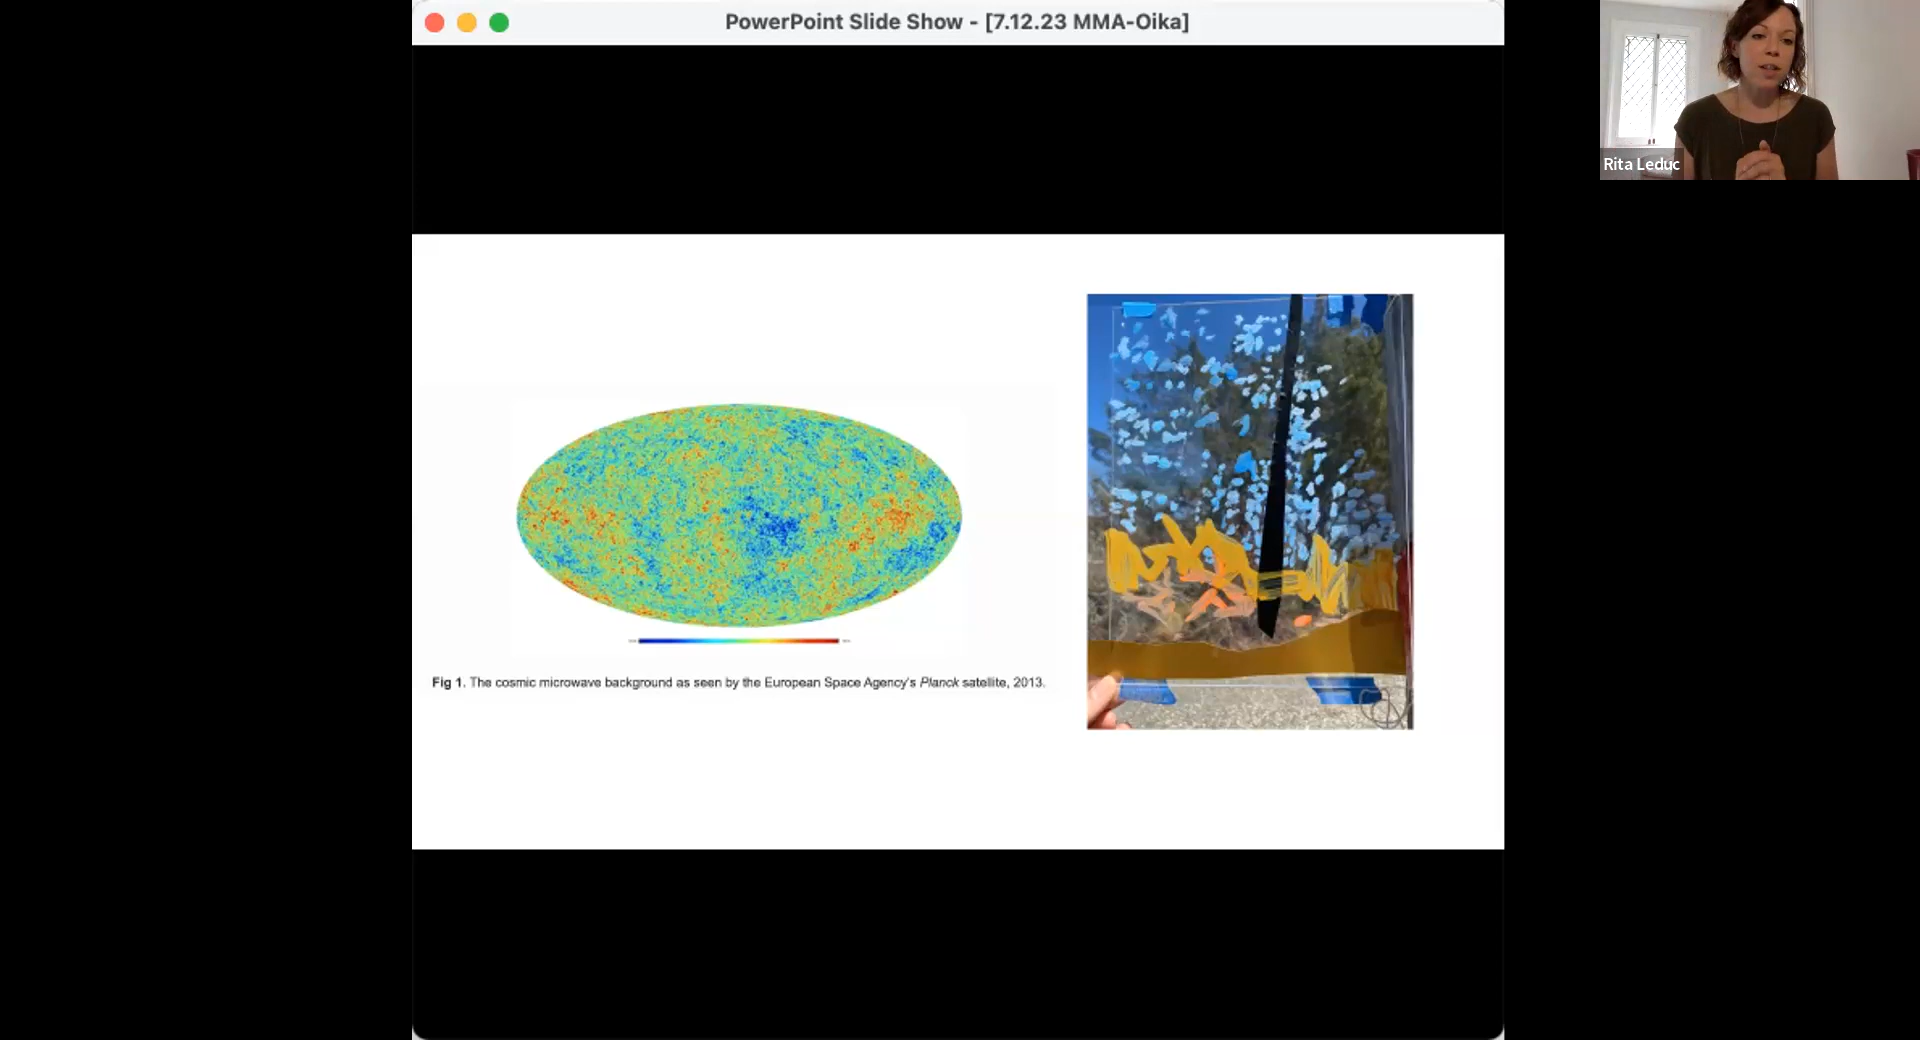 PowerPoint Slide Show - [7.12.23 MMA-Oika]
Rita Leduc
Fig 1. The cosmic microwave background as seen by the European Space Agency's Planck satellite, 2013.